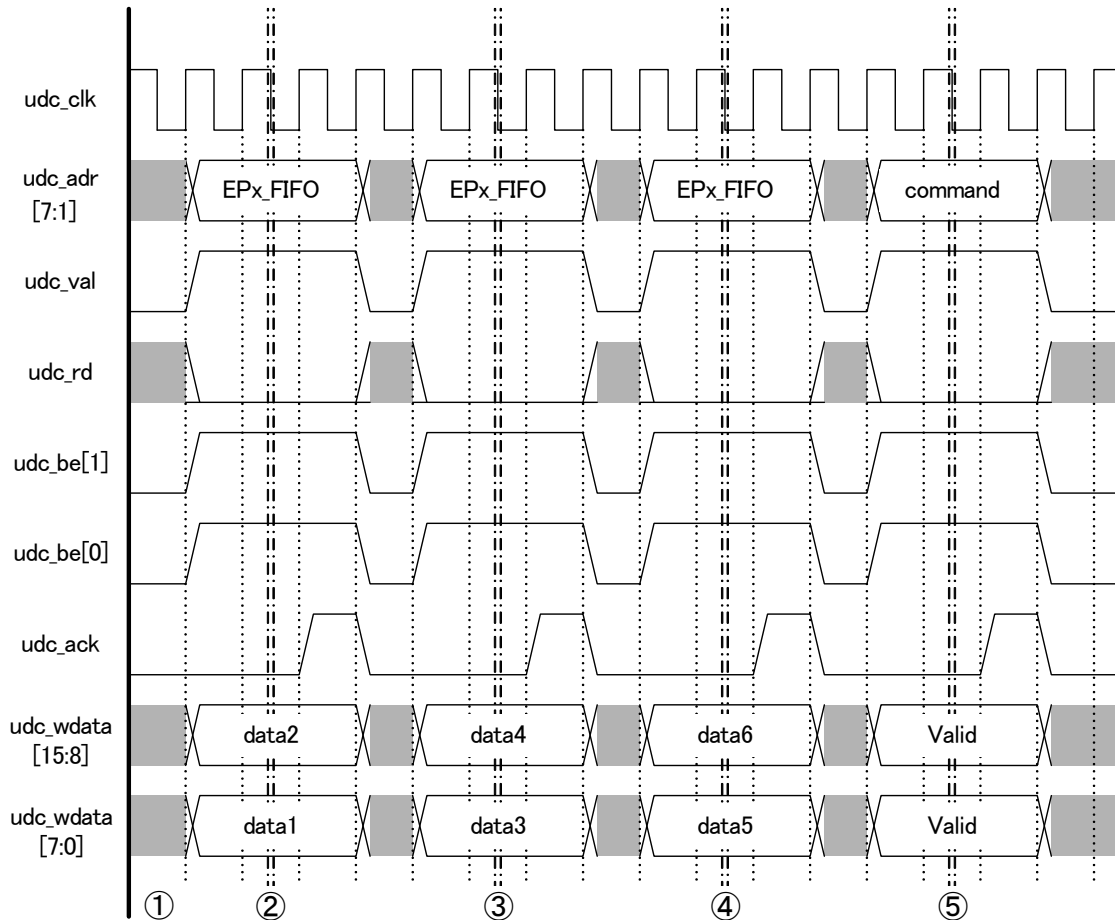 udc_clk
udc_adr
[7:1]
EPx_FIFO EPx_FIFO EPx_FIFO command
udc_val
udc_rd
udc_be[1]
udc_be[0]
udc_ack
udc_wdata
[15:8]
data2 data4 data6 Valid
udc_wdata
[7:0]
data1 data3 data5 Valid
① ② ③ ④ ⑤